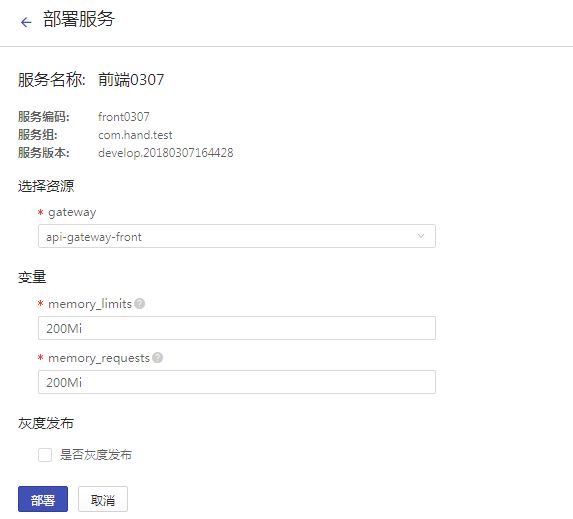 部署服务
服务名称: 前端0307
服务编码: front0307
服务组: com.hand.test
服务版本: develop.20180307164428
选择资源
* gateway
api-gateway-front
变量
* memory_limits ?
200Mi
* memory_requests ?
200Mi
灰度发布
是否灰度发布
部署 取消